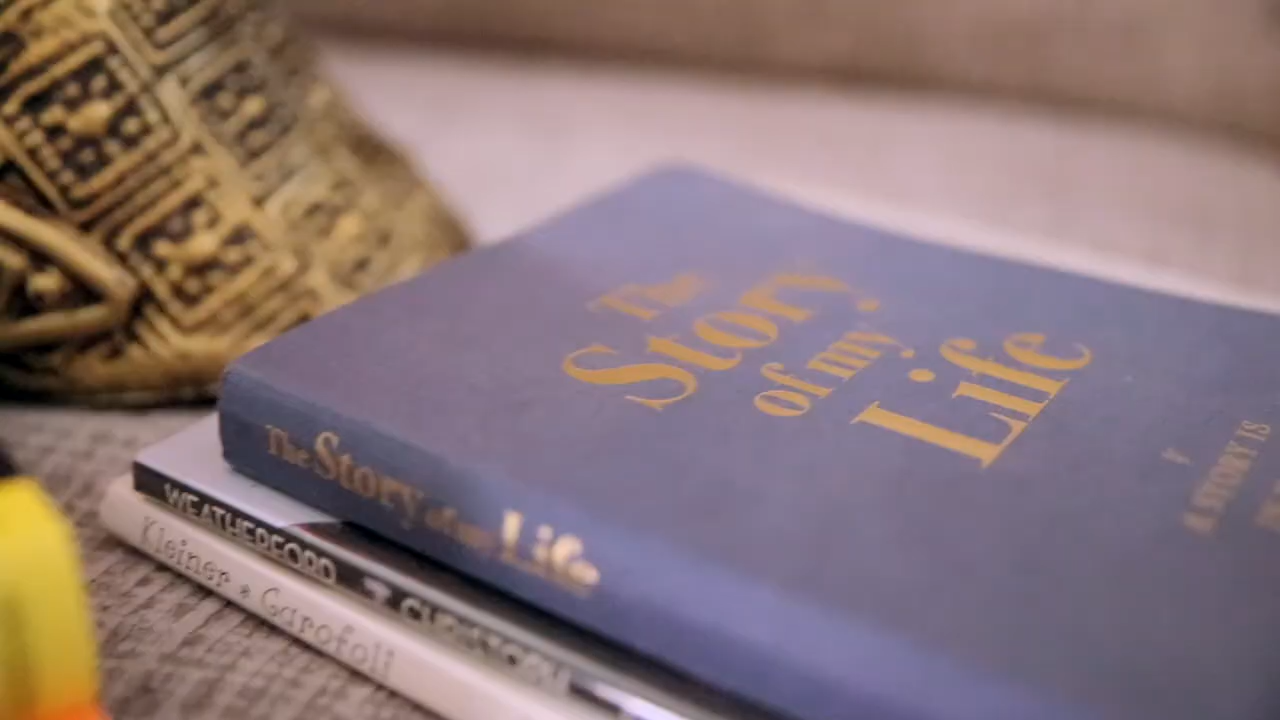 The
Story
of my
Life
A STORY IS
The Story of my Life
WEATHERFORD
Kleiner • Garofoli